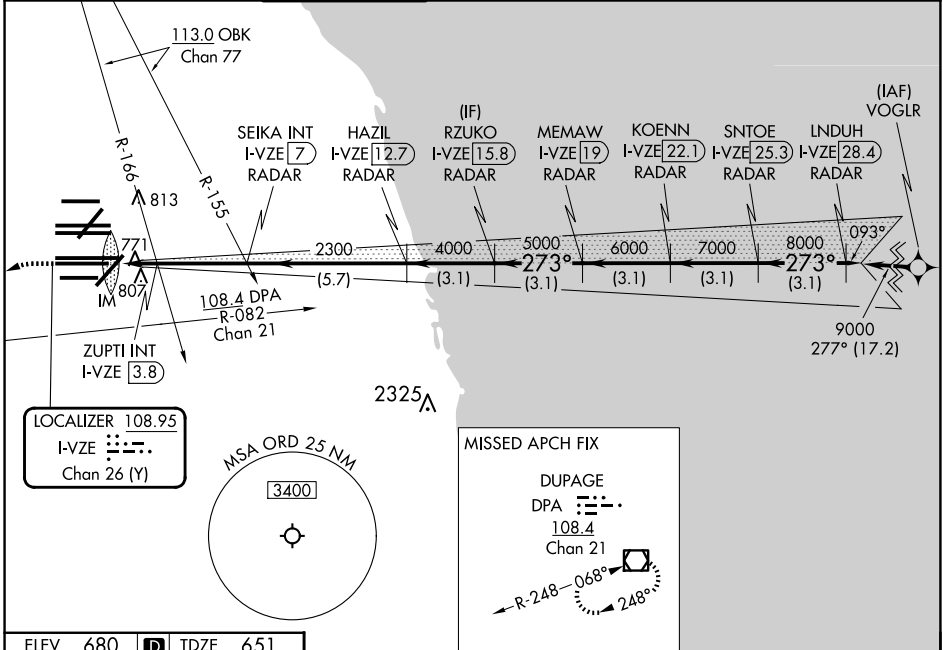 113.0 OBK
Chan 77
R-166
R-155
SEIKA INT
I-VZE 7
RADAR
HAZIL
I-VZE 12.7
RADAR
(IF)
RZUKO
I-VZE 15.8
RADAR
MEMAW
I-VZE 19
RADAR
KOENN
I-VZE 22.1
RADAR
SNTOE
I-VZE 25.3
RADAR
LNDUH
I-VZE 28.4
RADAR
(IAF)
VOGLR
813
771
807
IM
2300
(5.7)
4000
(3.1)
5000
273°
(3.1)
6000
(3.1)
7000
(3.1)
8000
273°
(3.1)
093°
9000
277° (17.2)
108.4 DPA
R-082
Chan 21
ZUPTI INT
I-VZE 3.8
2325
LOCALIZER 108.95
I-VZE
Chan 26 (Y)
MSA ORD 25 NM
3400
MISSED APCH FIX
DUPAGE
DPA
108.4
Chan 21
R-248
068°
248°
ELEV 680 D TDZE 651